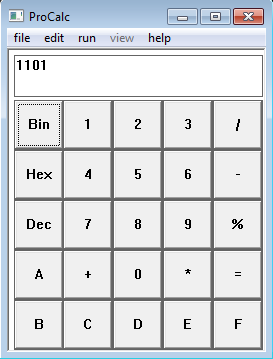 ProCalc
file edit run view help
1101
Bin 1 2 3 /
Hex 4 5 6 -
Dec 7 8 9 %
A + 0 * =
B C D E F